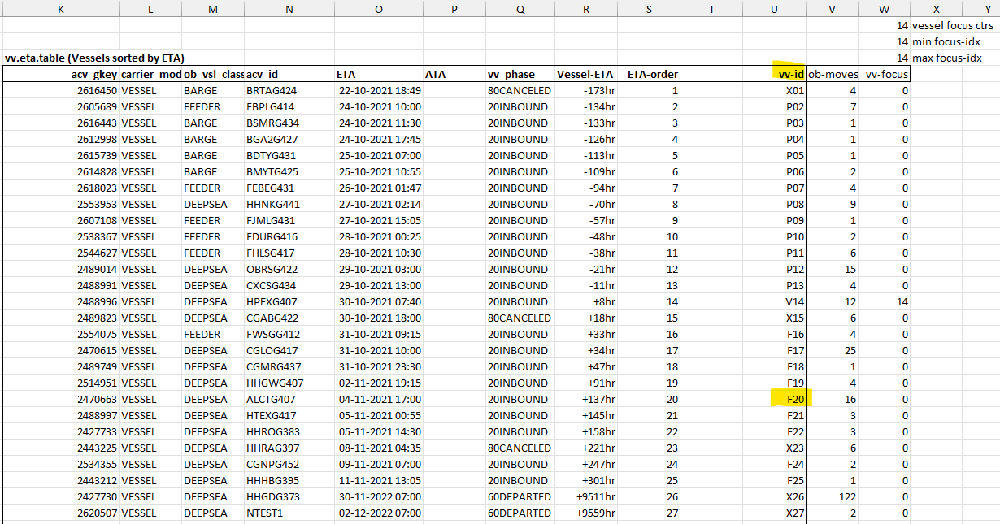 K L M N O P Q R S T U V W X Y
14 vessel focus ctrs
14 min focus-idx
vv.eta.table (Vessels sorted by ETA) 14 max focus-idx
acv_gkey carrier_mod ob_vsl_class acv_id ETA ATA vv_phase Vessel-ETA ETA-order vv-id ob-moves vv-focus
2616450 VESSEL BARGE BRTAG424 22-10-2021 18:49 80CANCELED -173hr 1 X01 4 0
2605689 VESSEL FEEDER FBPLG414 24-10-2021 10:00 20INBOUND -134hr 2 P02 7 0
2616443 VESSEL BARGE BSMRG434 24-10-2021 11:30 20INBOUND -133hr 3 P03 1 0
2612998 VESSEL BARGE BGA2G427 24-10-2021 17:45 20INBOUND -126hr 4 P04 1 0
2615739 VESSEL BARGE BDTYG431 25-10-2021 07:00 20INBOUND -113hr 5 P05 1 0
2614828 VESSEL BARGE BMYTG425 25-10-2021 10:55 20INBOUND -109hr 6 P06 2 0
2618023 VESSEL FEEDER FEBEG431 26-10-2021 01:47 20INBOUND -94hr 7 P07 4 0
2553953 VESSEL DEEPSEA HHNKG441 27-10-2021 02:14 20INBOUND -70hr 8 P08 9 0
2607108 VESSEL FEEDER FJMLG431 27-10-2021 15:05 20INBOUND -57hr 9 P09 1 0
2538367 VESSEL FEEDER FDURG416 28-10-2021 00:25 20INBOUND -48hr 10 P10 2 0
2544627 VESSEL FEEDER FHLSG417 28-10-2021 10:30 20INBOUND -38hr 11 P11 6 0
2489014 VESSEL DEEPSEA OBRSG422 29-10-2021 03:00 20INBOUND -21hr 12 P12 15 0
2488991 VESSEL DEEPSEA CXCSG434 29-10-2021 13:00 20INBOUND -11hr 13 P13 4 0
2488996 VESSEL DEEPSEA HPEXG407 30-10-2021 07:40 20INBOUND +8hr 14 V14 12 14
2489823 VESSEL DEEPSEA CGABG422 30-10-2021 18:00 80CANCELED +18hr 15 X15 6 0
2554075 VESSEL FEEDER FWSGG412 31-10-2021 09:15 20INBOUND +33hr 16 F16 4 0
2470615 VESSEL DEEPSEA CGLOG417 31-10-2021 10:00 20INBOUND +34hr 17 F17 25 0
2489749 VESSEL DEEPSEA CGMRG437 31-10-2021 23:30 20INBOUND +47hr 18 F18 1 0
2514951 VESSEL DEEPSEA HHGWG407 02-11-2021 19:15 20INBOUND +91hr 19 F19 4 0
2470663 VESSEL DEEPSEA ALCTG407 04-11-2021 17:00 20INBOUND +137hr 20 F20 16 0
2488997 VESSEL DEEPSEA HTEXG417 05-11-2021 00:55 20INBOUND +145hr 21 F21 3 0
2427733 VESSEL DEEPSEA HHROG383 05-11-2021 14:30 20INBOUND +158hr 22 F22 3 0
2443225 VESSEL DEEPSEA HHRAG397 08-11-2021 04:35 80CANCELED +221hr 23 X23 6 0
2534355 VESSEL DEEPSEA CGNPG452 09-11-2021 07:00 20INBOUND +247hr 24 F24 2 0
2443212 VESSEL DEEPSEA HHHBG395 11-11-2021 13:05 20INBOUND +301hr 25 F25 1 0
2427730 VESSEL DEEPSEA HHGDG373 30-11-2022 07:00 60DEPARTED +9511hr 26 X26 122 0
2620507 VESSEL DEEPSEA NTEST1 02-12-2022 07:00 60DEPARTED +9559hr 27 X27 2 0